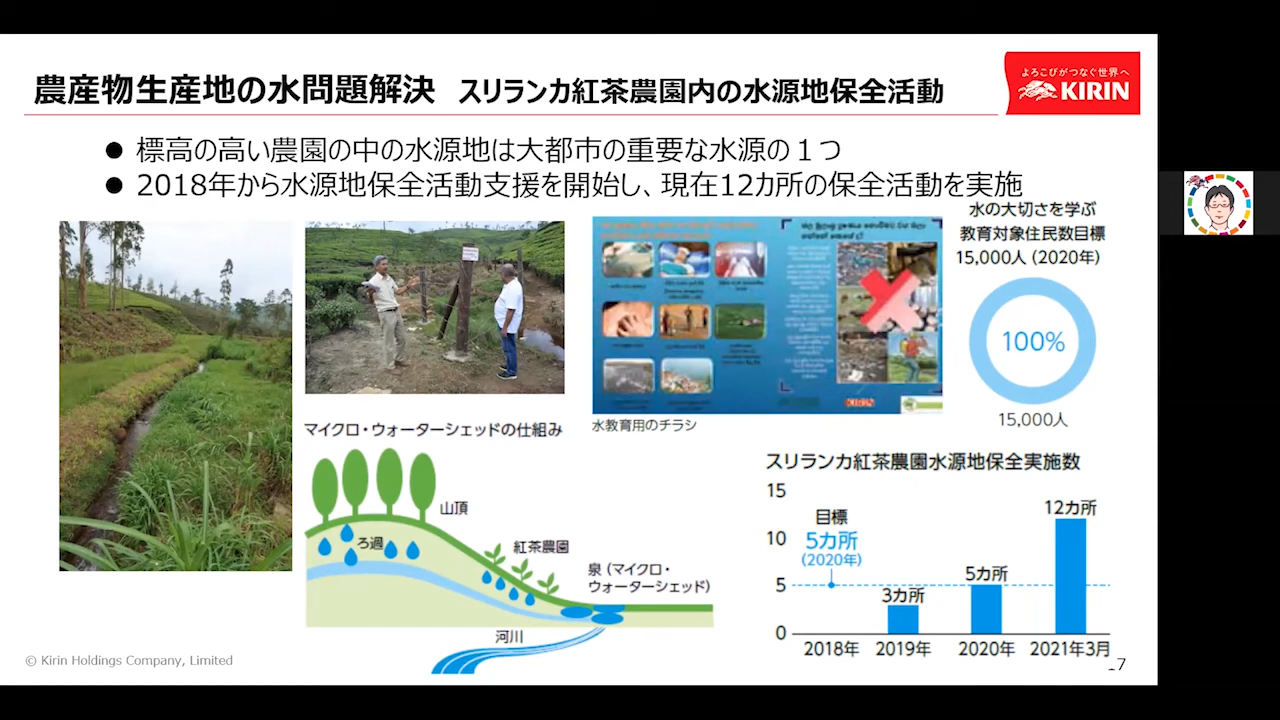 農産物生産地の水問題解決 スリランカ紅茶農園内の水源地保全活動
よろこびがつなぐ世界へ
KIRIN
● 標高の高い農園の中の水源地は大都市の重要な水源の１つ
● 2018年から水源地保全活動支援を開始し、現在12カ所の保全活動を実施
水の大切さを学ぶ
教育対象住民数目標
15,000人 (2020年)
100%
15,000人
KIRIN
水教育用のチラシ
マイクロ・ウォーターシェッドの仕組み
山頂
ろ過
紅茶農園
泉（マイクロ・
ウォーターシェッド）
河川
スリランカ紅茶農園水源地保全実施数
15
10
5
0
目標
5カ所
(2020年)
3カ所
5カ所
12カ所
2018年 2019年 2020年 2021年3月
© Kirin Holdings Company, Limited